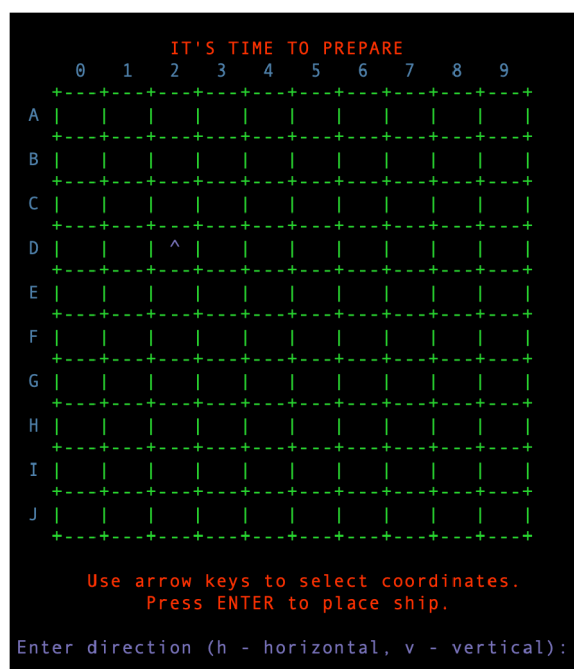 IT'S TIME TO PREPARE
0 1 2 3 4 5 6 7 8 9
A
B
C
D ^
E
F
G
H
I
J
Use arrow keys to select coordinates.
Press ENTER to place ship.
Enter direction (h - horizontal, v - vertical):